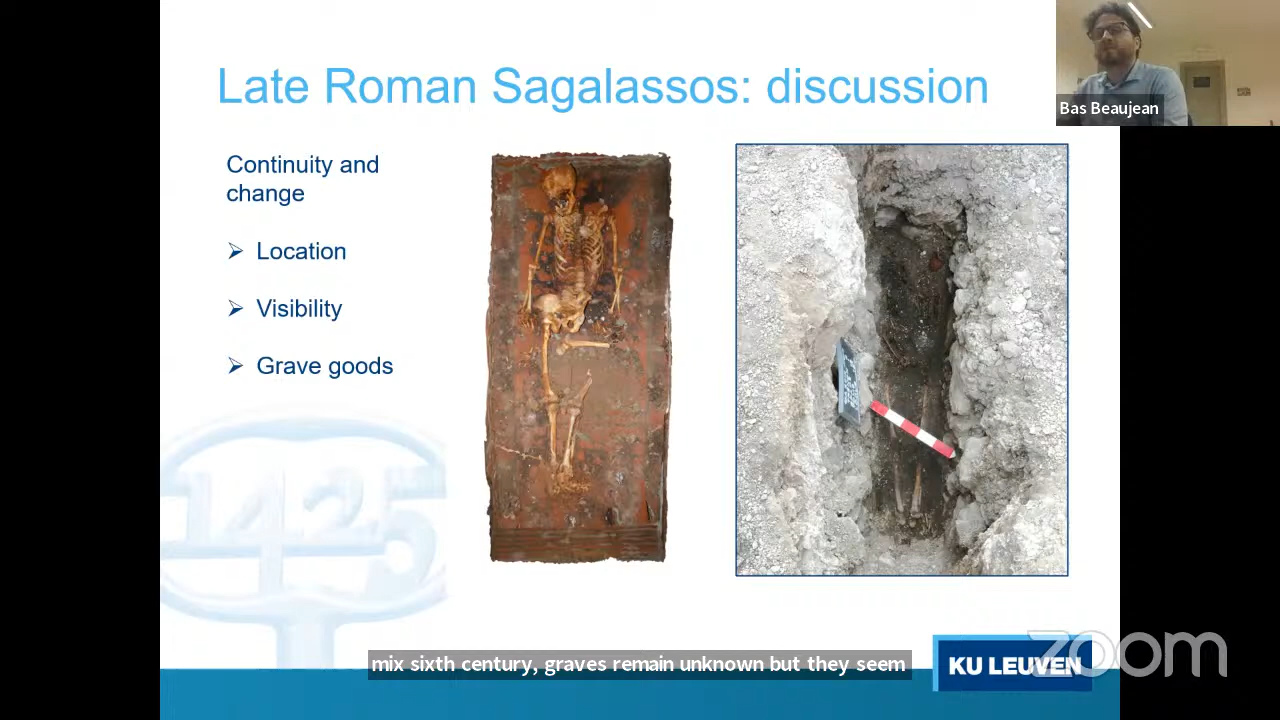 Late Roman Sagalassos: discussion
Bas Beaujean
Continuity and
change
Location
Visibility
Grave goods
1425
mix sixth century, graves remain unknown but they seem
KU LEUVEN
zoom